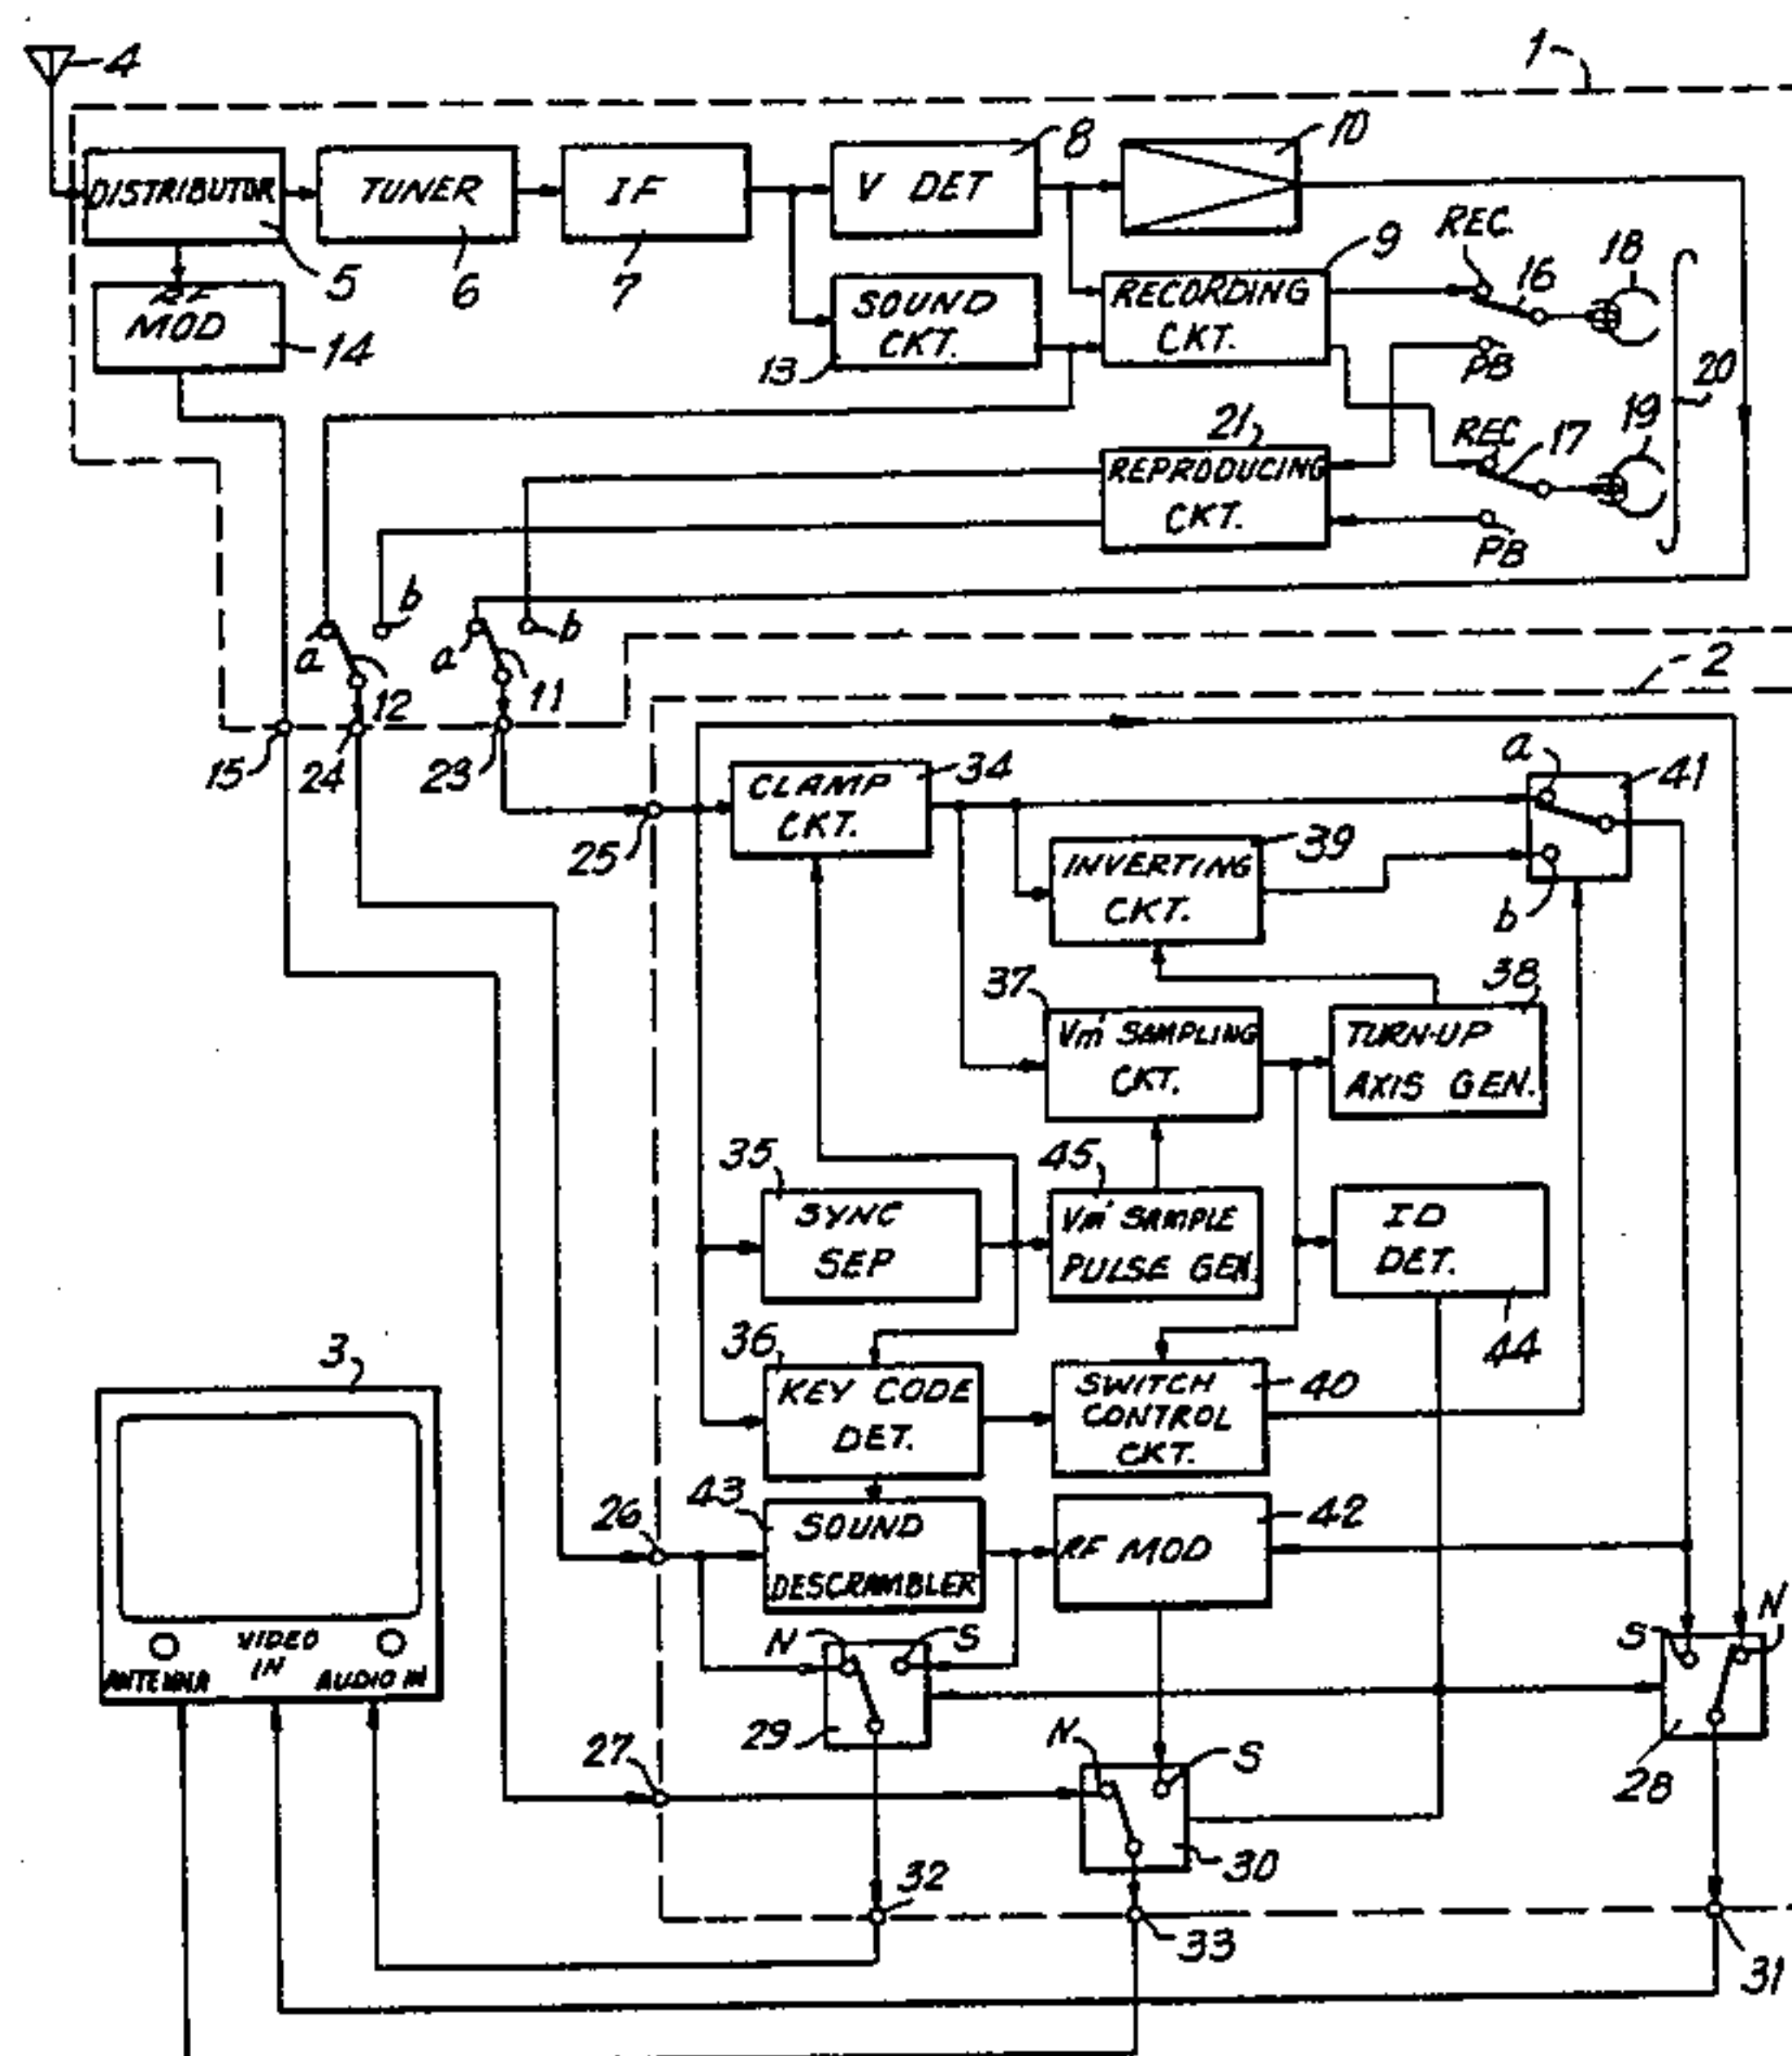 4
1
DISTRIBUTOR
5
TUNER
6
IF
7
V DET
8
10
RF
MOD
14
SOUND
CKT.
13
RECORDING
CKT.
9
REC.
16
18
PB
20
21
REPRODUCING
CKT.
REC
17
19
PB
a
b
12
a
b
11
2
15
24
23
25
CLAMP
CKT.
34
a
41
b
INVERTING
CKT.
39
37
Vm' SAMPLING
CKT.
38
TURN-UP
AXIS GEN.
35
SYNC
SEP
45
Vm' SAMPLE
PULSE GEN.
ID
DET.
44
36
KEY CODE
DET.
SWITCH
CONTROL
CKT.
40
3
26
43
SOUND
DESCRAMBLER
RF MOD
42
ANTENNA
VIDEO
IN
AUDIO IN
N
S
29
S
N
28
27
N
S
30
32
33
31